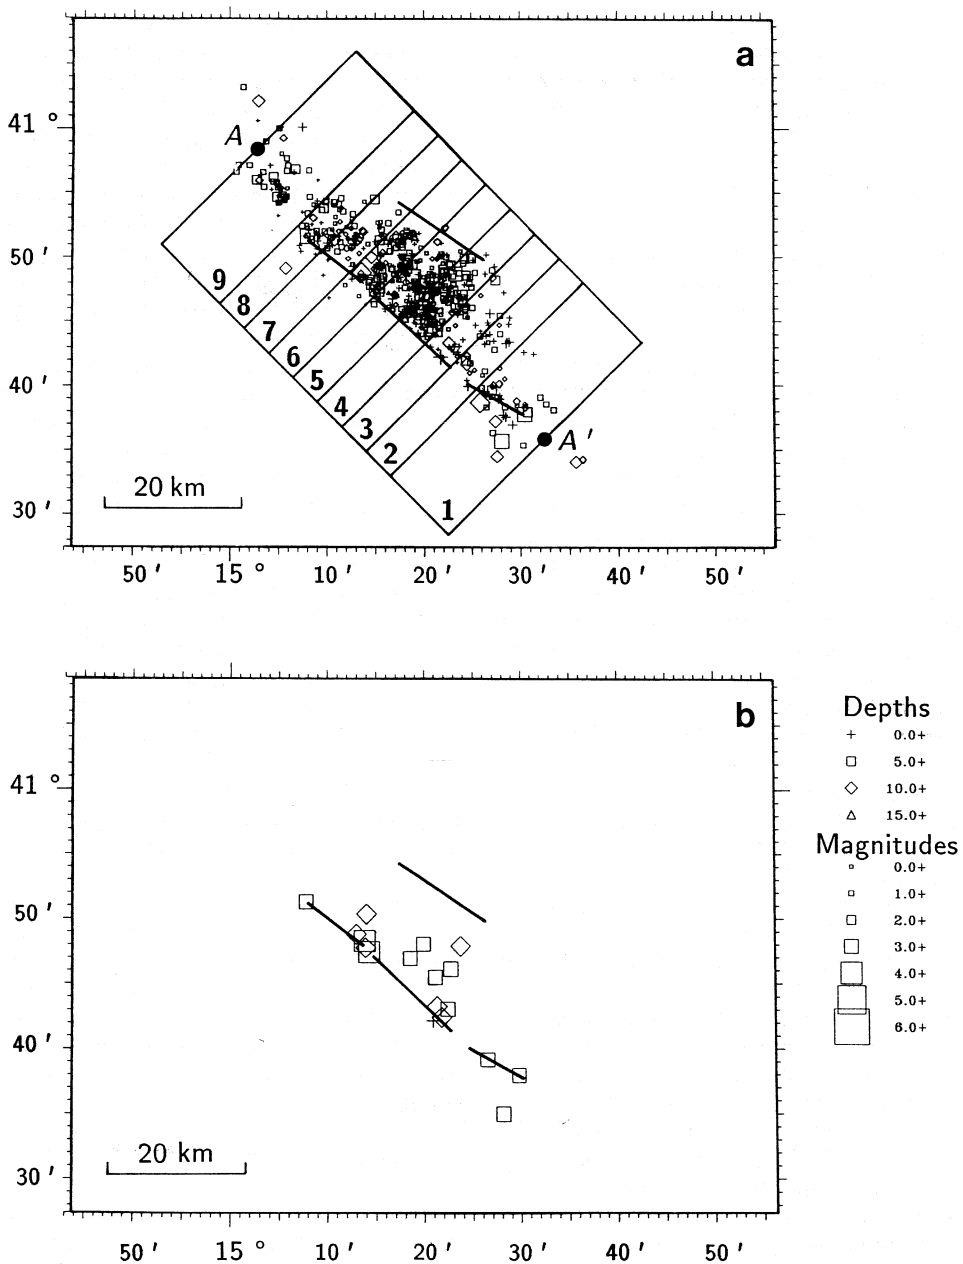 a
41 °
A
50 ′
9
8
7
6
5
4
3
2
1
40 ′
A ′
20 km
30 ′
50 ′ 15 ° 10 ′ 20 ′ 30 ′ 40 ′ 50 ′
b
Depths
0.0+
5.0+
10.0+
15.0+
Magnitudes
0.0+
1.0+
2.0+
3.0+
4.0+
5.0+
6.0+
41 °
50 ′
40 ′
20 km
30 ′
50 ′ 15 ° 10 ′ 20 ′ 30 ′ 40 ′ 50 ′